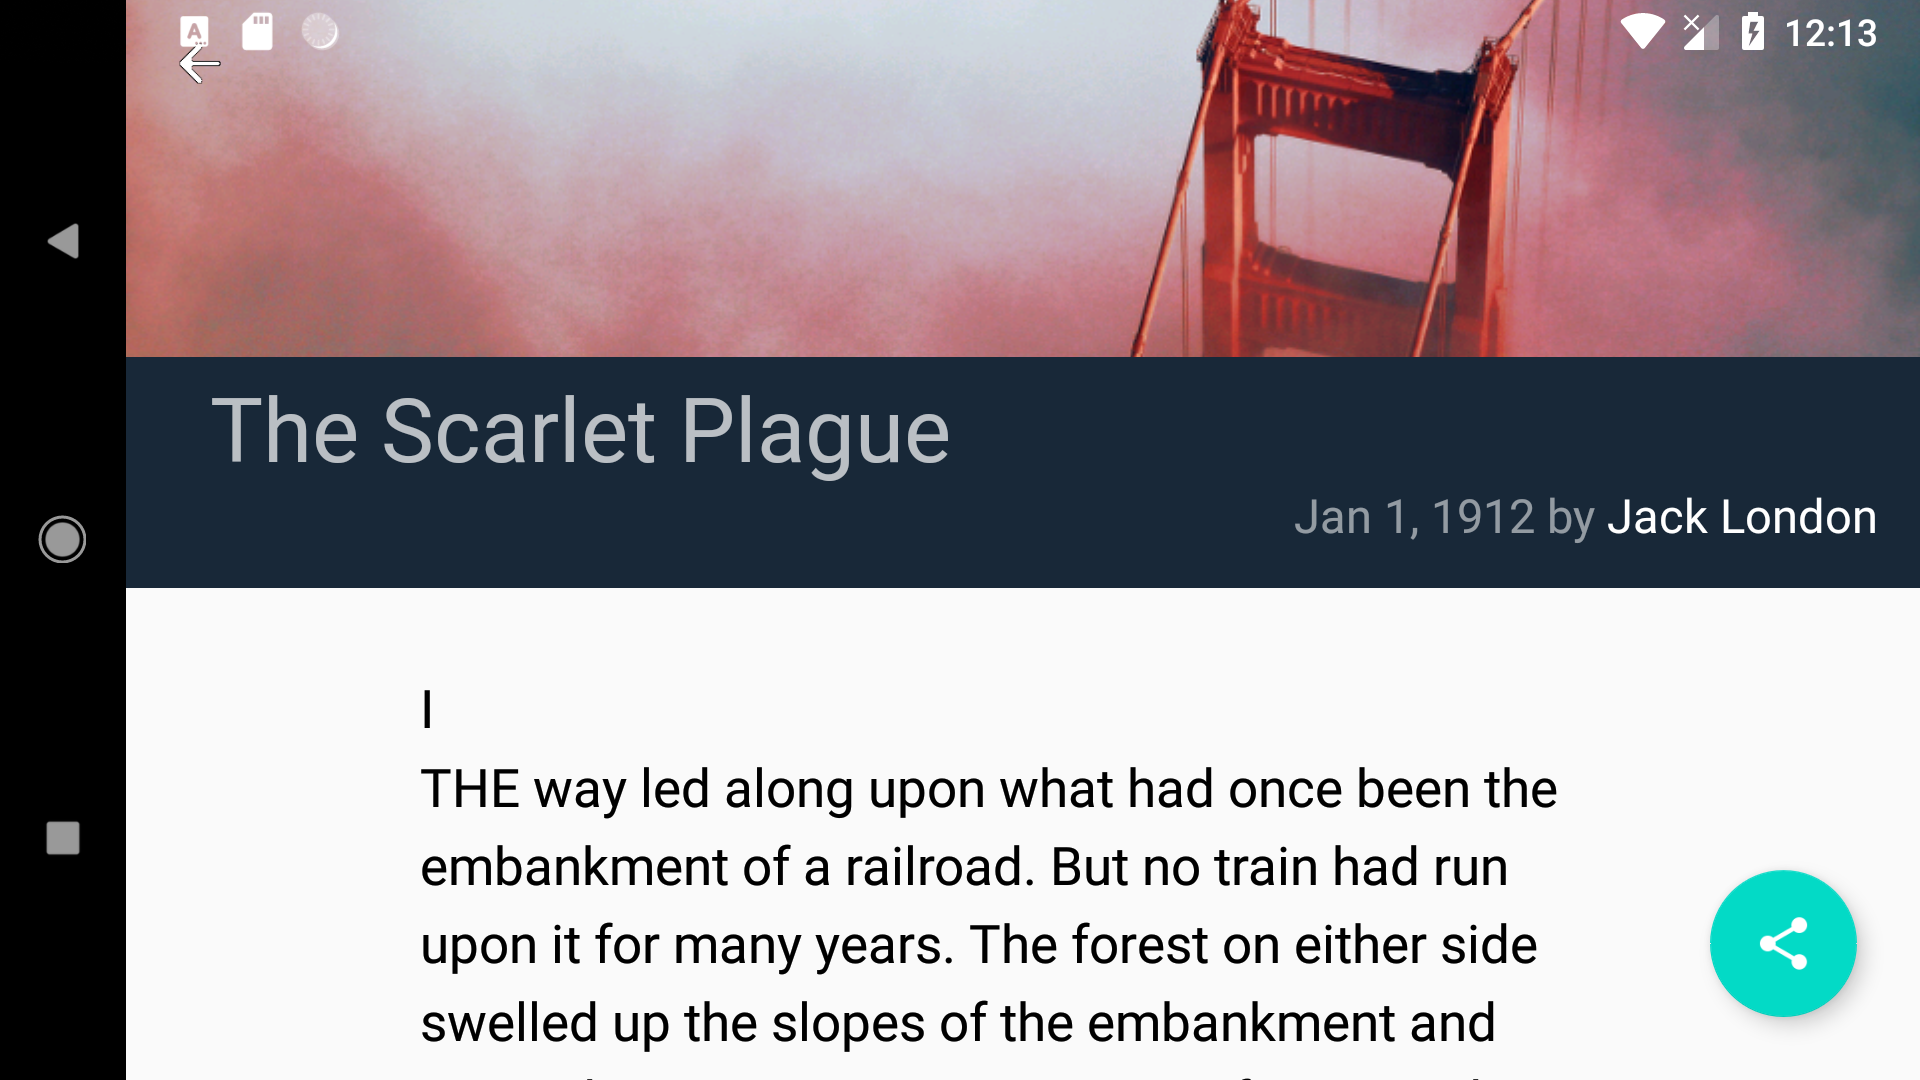 12:13
The Scarlet Plague
Jan 1, 1912 by Jack London
I
THE way led along upon what had once been the
embankment of a railroad. But no train had run
upon it for many years. The forest on either side
swelled up the slopes of the embankment and